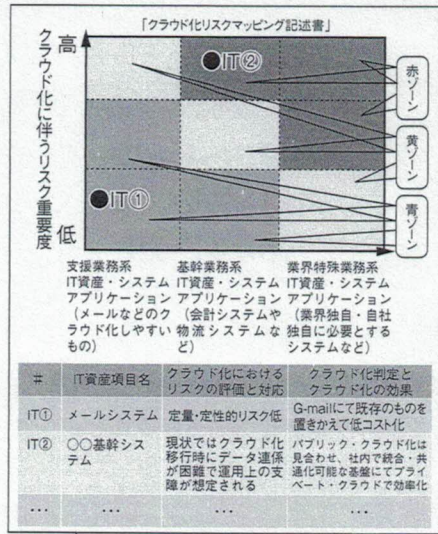 「クラウド化リスクマッピング記述書」
クラウド化に伴うリスク重要度
高
低
●IT②
●IT①
赤ゾーン
黄ゾーン
青ゾーン
支援業務系
IT資産・システム
アプリケーション
（メールなどのク
ラウド化しやすい
もの）
基幹業務系
IT資産・システム
アプリケーション
（会計システムや
物流システムな
ど）
業界特殊業務系
IT資産・システム
アプリケーション
（業界独自・自社
独自に必要とする
システムなど）
# IT資産項目名 クラウド化における クラウド化判定と
リスクの評価と対応 クラウド化の効果
IT① メールシステム 定量・定性的リスク低 G-mailにて既存のものを
置きかえて低コスト化
IT② 〇〇基幹シス
テム
現状ではクラウド化
移行時にデータ連係
が困難で運用上の支
障が想定される
パブリック・クラウド化は
見合わせ、社内で統合・共
通化可能な基盤にてプライ
ベート・クラウドで効率化
… … … …